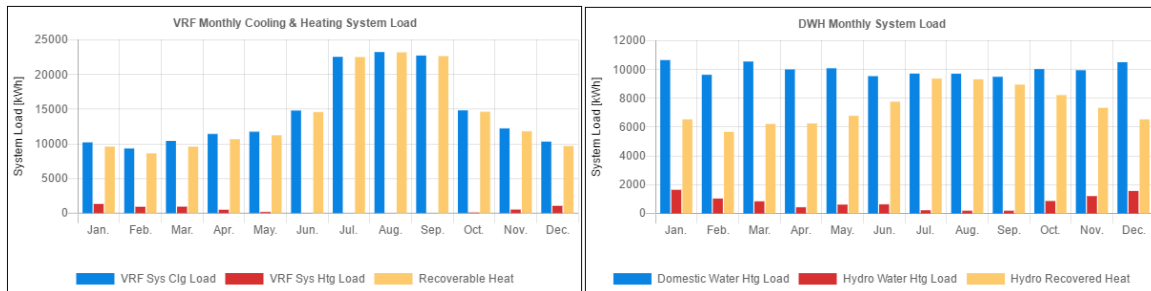 VRF Monthly Cooling & Heating System Load
System Load [kWh]
25000
20000
15000
10000
5000
0
Jan. Feb. Mar. Apr. May. Jun. Jul. Aug. Sep. Oct. Nov. Dec.
VRF Sys Clg Load VRF Sys Htg Load Recoverable Heat
DWH Monthly System Load
System Load [kWh]
12000
10000
8000
6000
4000
2000
0
Jan. Feb. Mar. Apr. May. Jun. Jul. Aug. Sep. Oct. Nov. Dec.
Domestic Water Htg Load Hydro Water Htg Load Hydro Recovered Heat